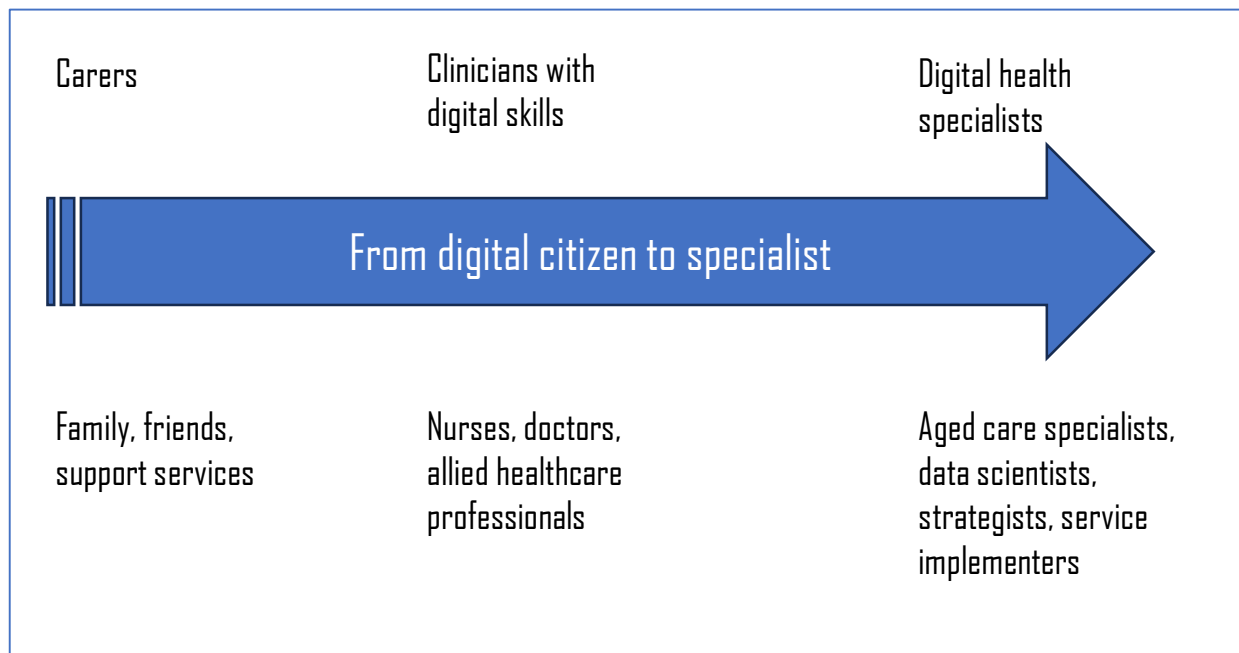 Carers
Clinicians with
digital skills
Digital health
specialists
From digital citizen to specialist
Family, friends,
support services
Nurses, doctors,
allied healthcare
professionals
Aged care specialists,
data scientists,
strategists, service
implementers